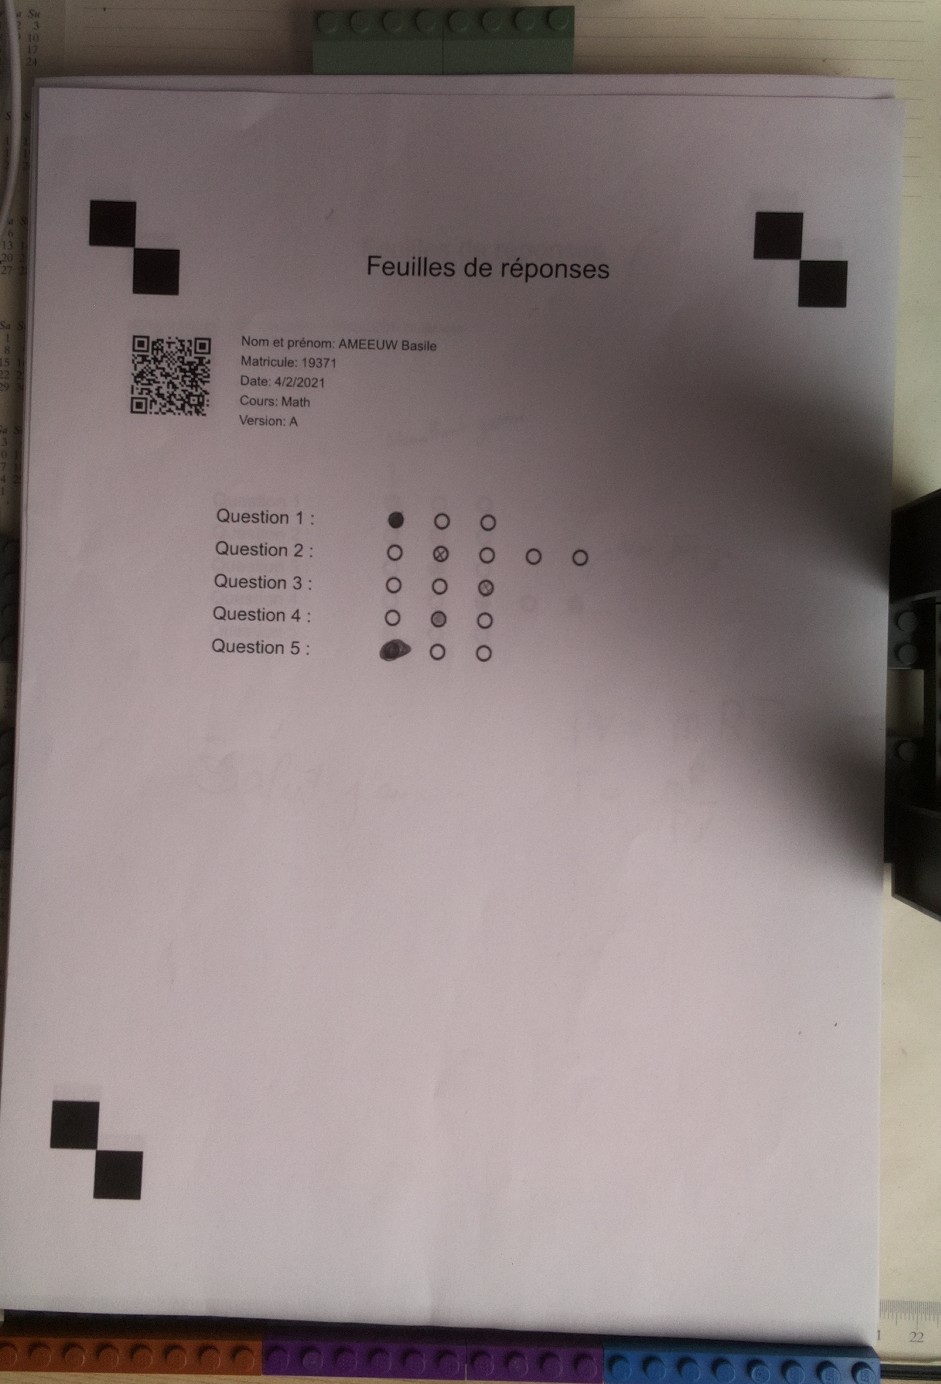 Feuilles de réponses
Nom et prénom: AMEEUW Basile
Matricule: 19371
Date: 4/2/2021
Cours: Math
Version: A
Question 1 :
Question 2 :
Question 3 :
Question 4 :
Question 5 :
22